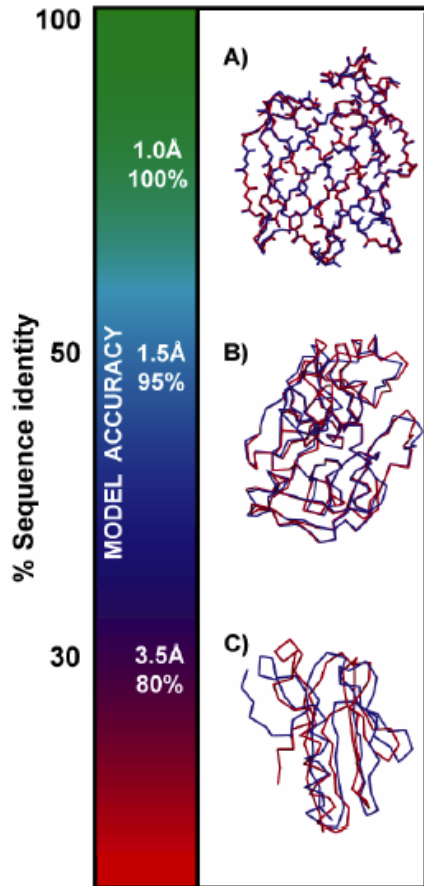 100
A)
1.0Å
100%
% Sequence identity
MODEL ACCURACY
50
1.5Å
95%
B)
30
3.5Å
80%
C)